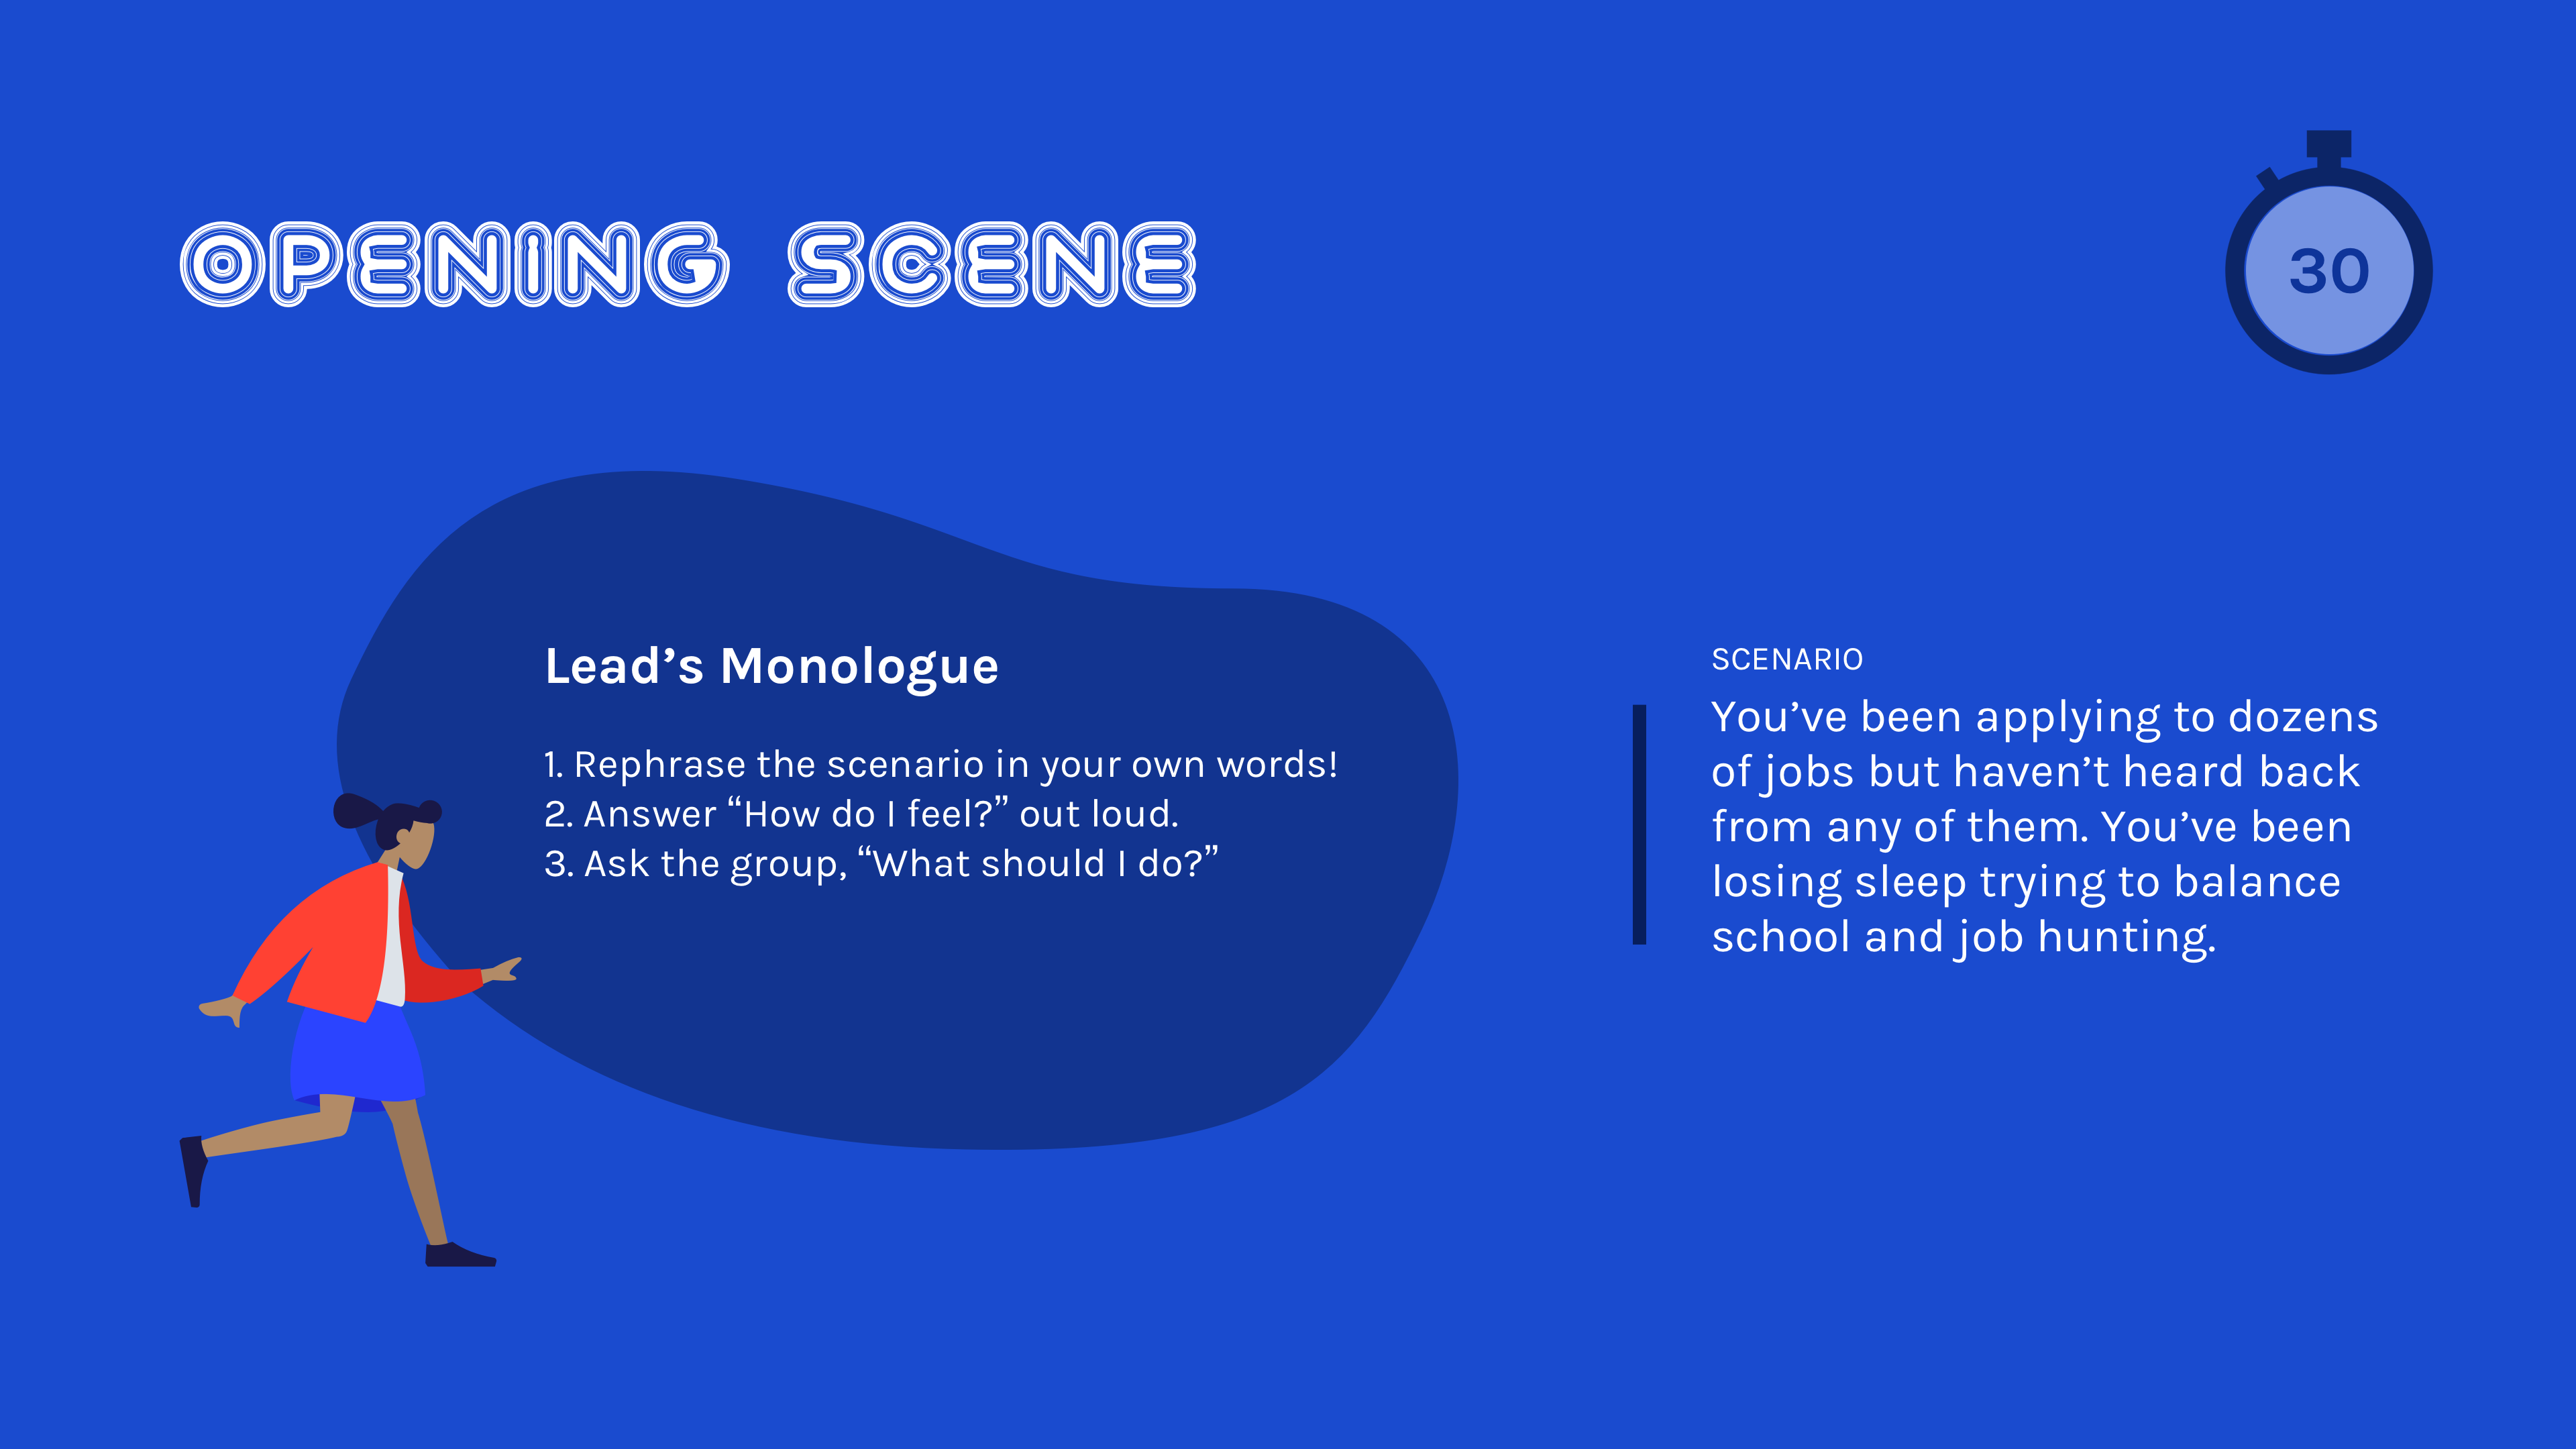 OPENING SCENE
30
Lead’s Monologue
1. Rephrase the scenario in your own words!
2. Answer “How do I feel?” out loud.
3. Ask the group, “What should I do?”
SCENARIO
You’ve been applying to dozens
of jobs but haven’t heard back
from any of them. You’ve been
losing sleep trying to balance
school and job hunting.